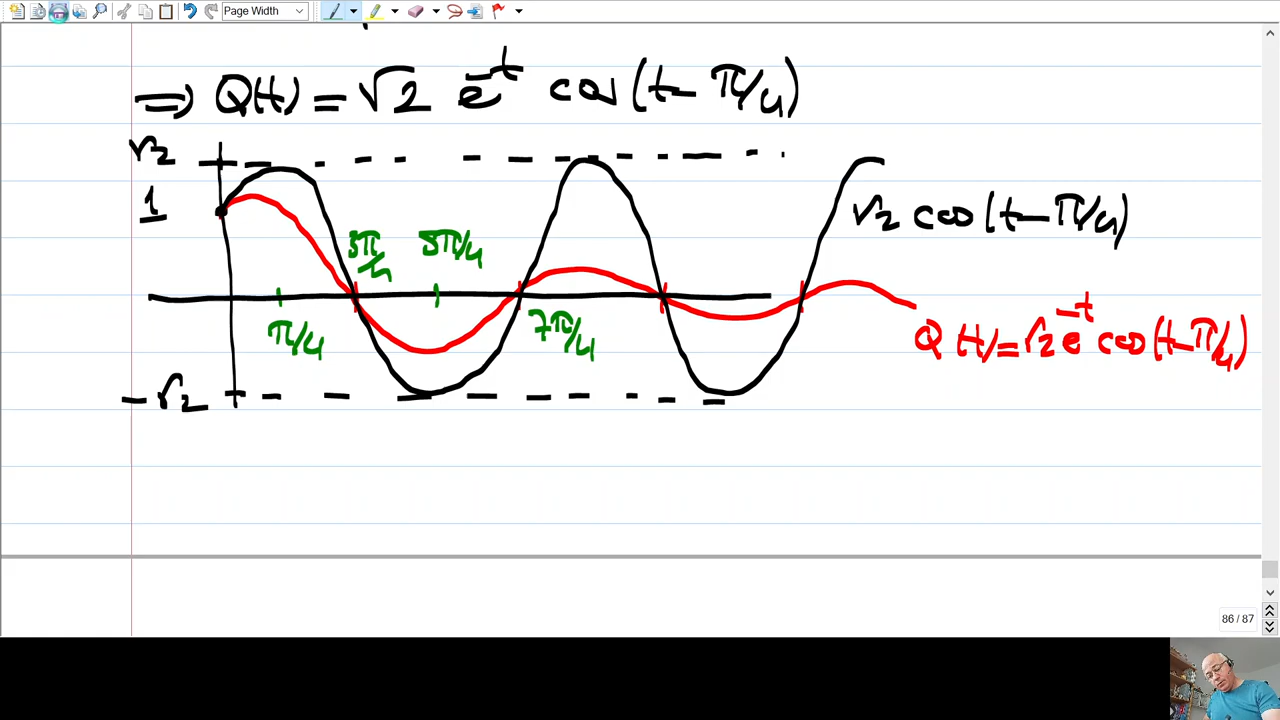 Page Width
⇒ Q(t) = √2 e^-t cos(t - π/4)
√2
1
√2 cos(t - π/4)
3π/4 5π/4
π/4 7π/4
Q(t) = √2 e^-t cos(t - π/4)
- √2
86 / 87